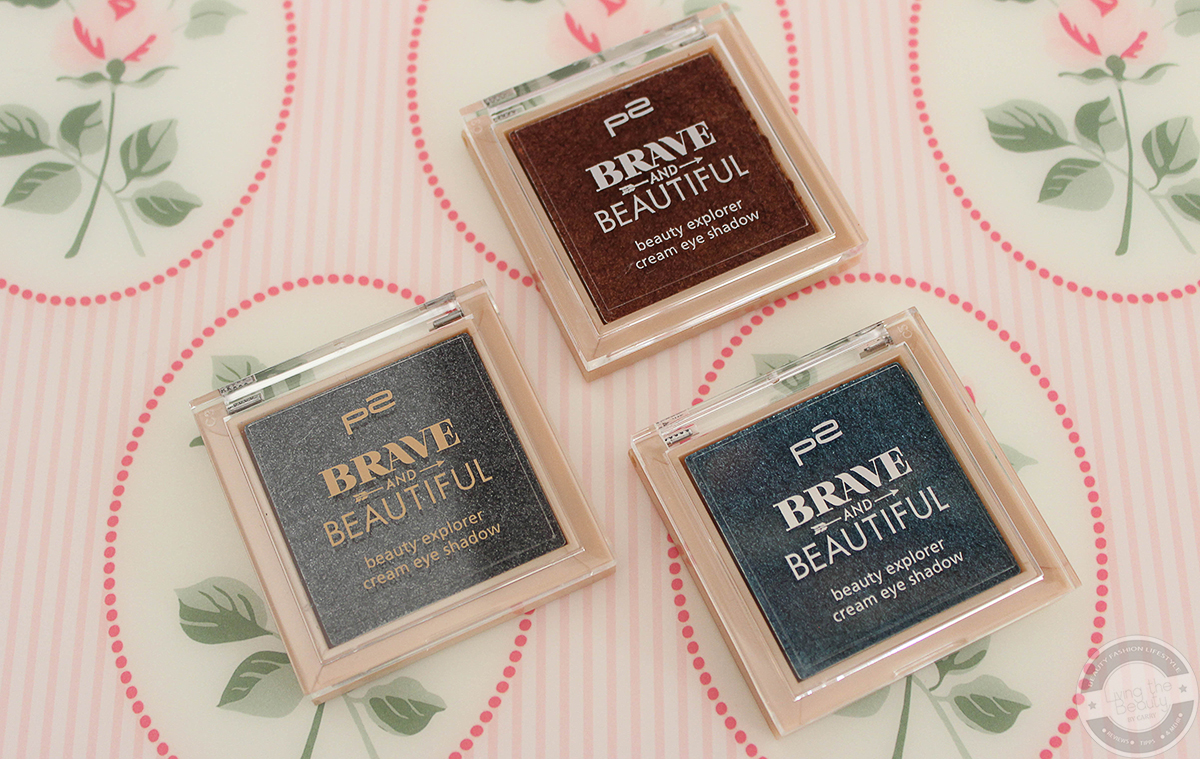 p2
BRAVE
AND
BEAUTIFUL
beauty explorer
cream eye shadow
p2
BRAVE
AND
BEAUTIFUL
beauty explorer
cream eye shadow
p2
BRAVE
AND
BEAUTIFUL
beauty explorer
cream eye shadow
BEAUTY FASHION LIFESTYLE
Living the
Beauty